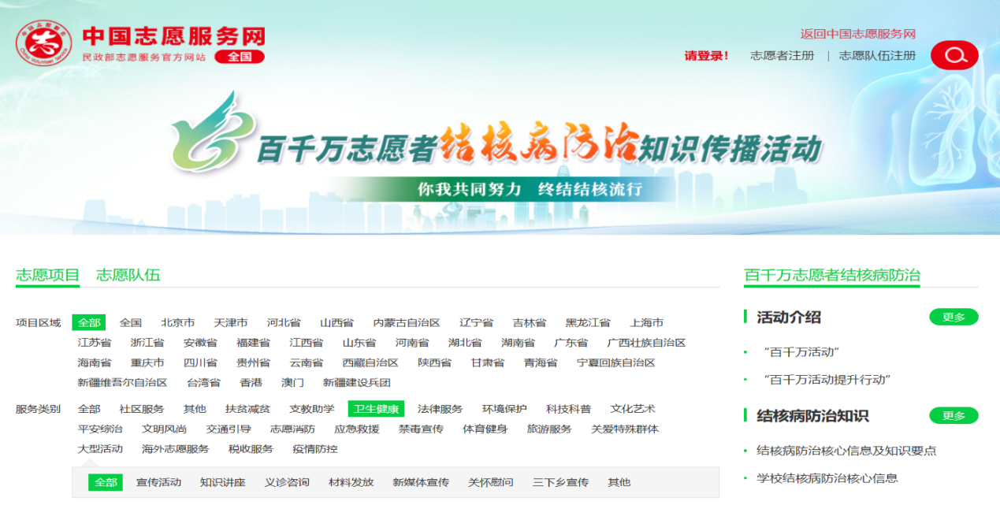 中国志愿服务网
民政部志愿服务官方网站 全国
返回中国志愿服务网
请登录! 志愿者注册 | 志愿队伍注册
百千万志愿者结核病防治知识传播活动
你我共同努力 终结结核流行
志愿项目 志愿队伍
项目区域 全部 全国 北京市 天津市 河北省 山西省 内蒙古自治区 辽宁省 吉林省 黑龙江省 上海市
江苏省 浙江省 安徽省 福建省 江西省 山东省 河南省 湖北省 湖南省 广东省 广西壮族自治区
海南省 重庆市 四川省 贵州省 云南省 西藏自治区 陕西省 甘肃省 青海省 宁夏回族自治区
新疆维吾尔自治区 台湾省 香港 澳门 新疆建设兵团
服务类别 全部 社区服务 其他 扶贫减贫 支教助学 卫生健康 法律服务 环境保护 科技科普 文化艺术
平安综治 文明风尚 交通引导 志愿消防 应急救援 禁毒宣传 体育健身 旅游服务 关爱特殊群体
大型活动 海外志愿服务 税收服务 疫情防控
全部 宣传活动 知识讲座 义诊咨询 材料发放 新媒体宣传 关怀慰问 三下乡宣传 其他
百千万志愿者结核病防治
活动介绍 更多
“百千万活动”
“百千万活动提升行动”
结核病防治知识 更多
结核病防治核心信息及知识要点
学校结核病防治核心信息